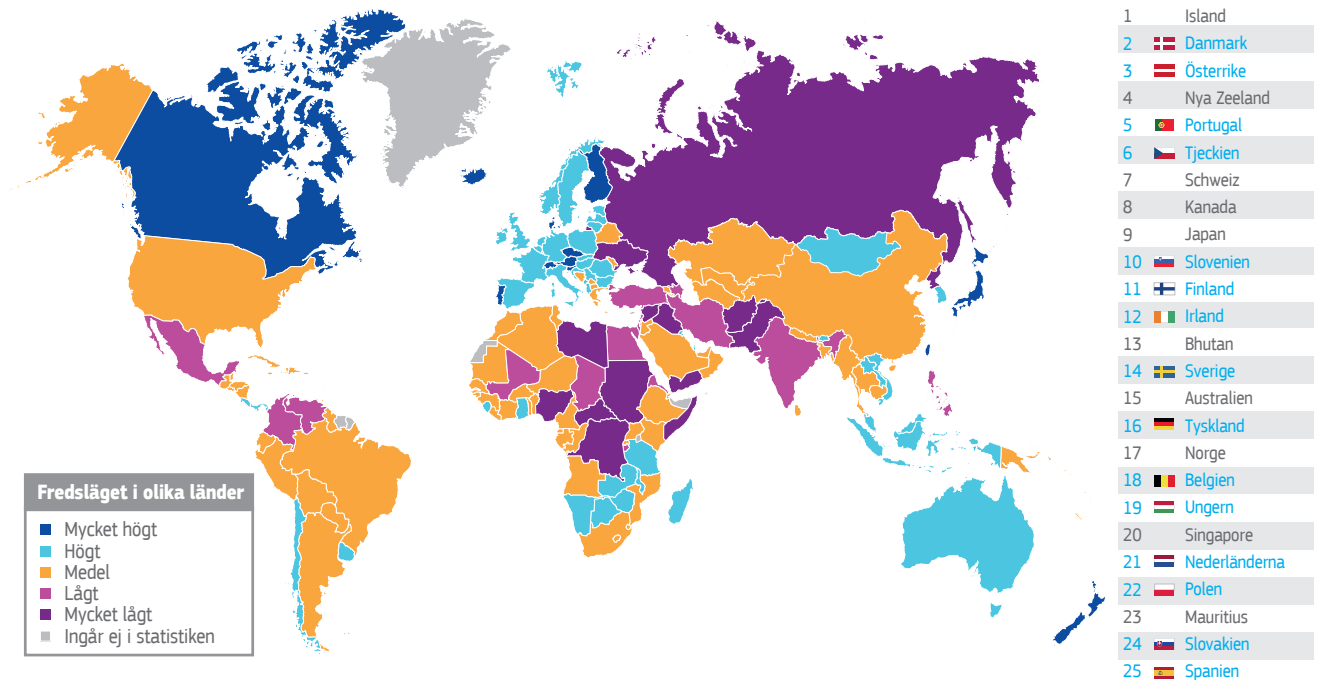 Fredsläget i olika länder
Mycket högt
Högt
Medel
Lågt
Mycket lågt
Ingår ej i statistiken
1 Island
2 Danmark
3 Österrike
4 Nya Zeeland
5 Portugal
6 Tjeckien
7 Schweiz
8 Kanada
9 Japan
10 Slovenien
11 Finland
12 Irland
13 Bhutan
14 Sverige
15 Australien
16 Tyskland
17 Norge
18 Belgien
19 Ungern
20 Singapore
21 Nederländerna
22 Polen
23 Mauritius
24 Slovakien
25 Spanien